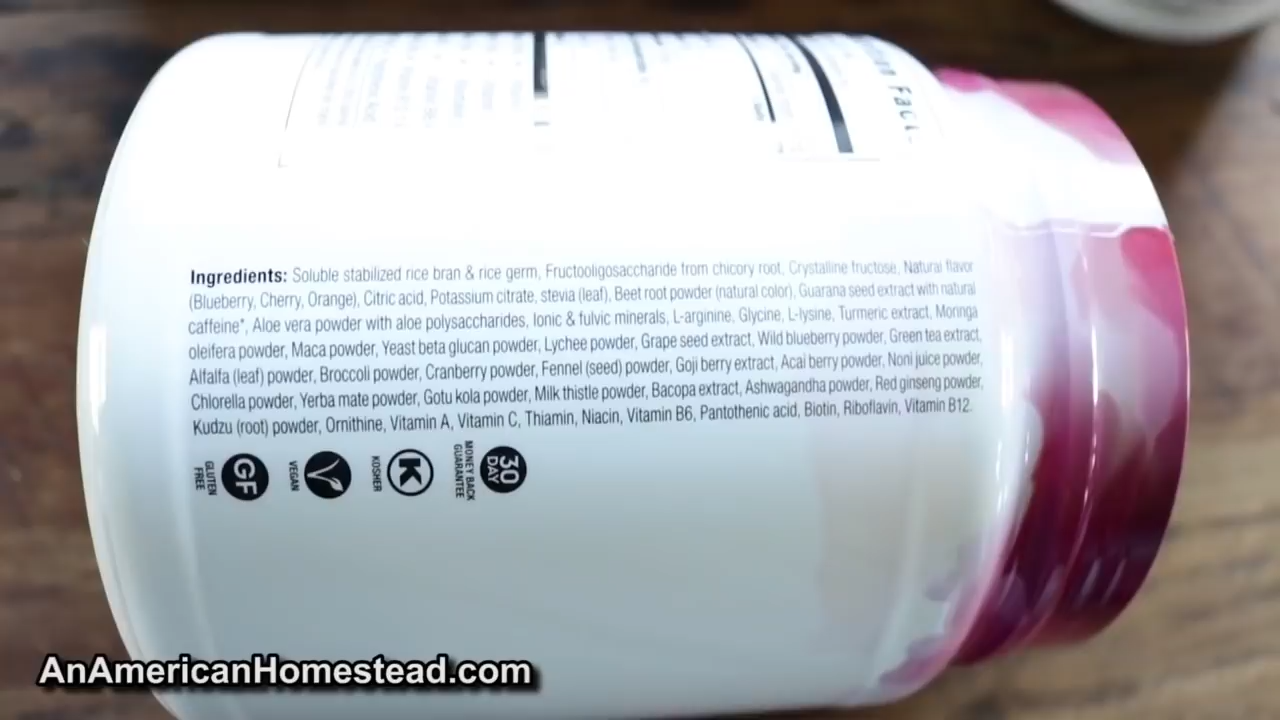 Ingredients: Soluble stabilized rice bran & rice germ, Fructooligosaccharide from chicory root, Crystalline fructose, Natural flavor
(Blueberry, Cherry, Orange), Citric acid, Potassium citrate, stevia (leaf), Beet root powder (natural color), Guarana seed extract with natural
caffeine*, Aloe vera powder with aloe polysaccharides, Ionic & fulvic minerals, L-arginine, Glycine, L-lysine, Turmeric extract, Moringa
oleifera powder, Maca powder, Yeast beta glucan powder, Lychee powder, Grape seed extract, Wild blueberry powder, Green tea extract,
Alfalfa (leaf) powder, Broccoli powder, Cranberry powder, Fennel (seed) powder, Goji berry extract, Acai berry powder, Noni juice powder,
Chlorella powder, Yerba mate powder, Gotu kola powder, Milk thistle powder, Bacopa extract, Ashwagandha powder, Red ginseng powder,
Kudzu (root) powder, Ornithine, Vitamin A, Vitamin C, Thiamin, Niacin, Vitamin B6, Pantothenic acid, Biotin, Riboflavin, Vitamin B12.
GF
GLUTEN
FREE
V
VEGAN
K
KOSHER
30
DAY
MONEY BACK
GUARANTEE
AnAmericanHomestead.com